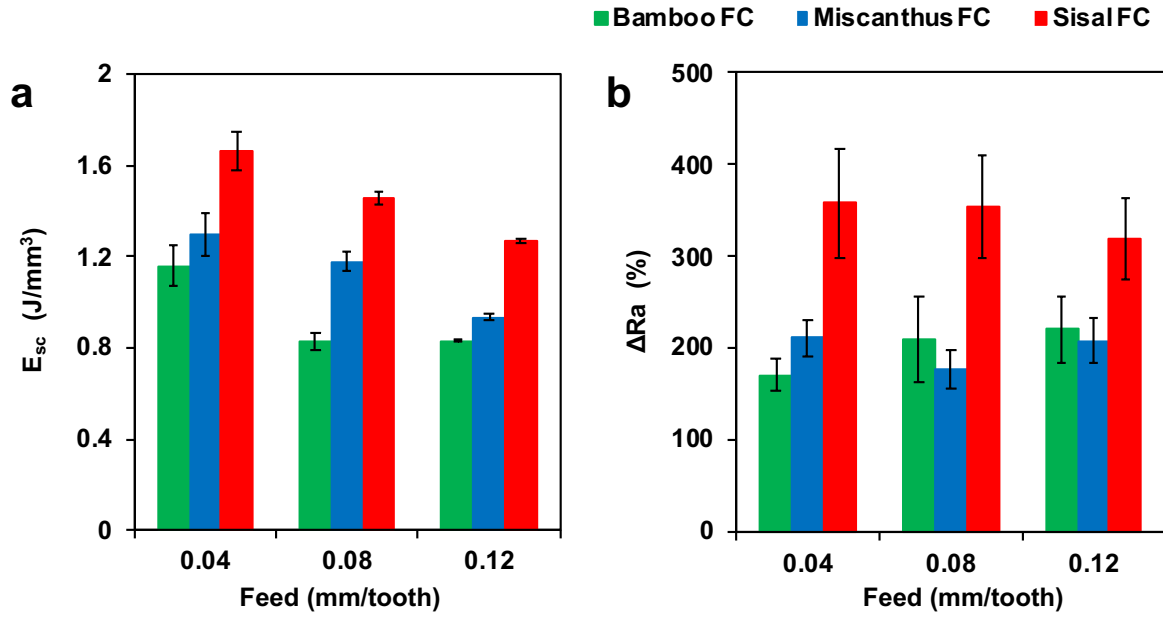 Bamboo FC Miscanthus FC Sisal FC
a
2
1.6
1.2
0.8
0.4
0
E_sc (J/mm³)
0.04 0.08 0.12
Feed (mm/tooth)
b
500
400
300
200
100
0
ΔRa (%)
0.04 0.08 0.12
Feed (mm/tooth)